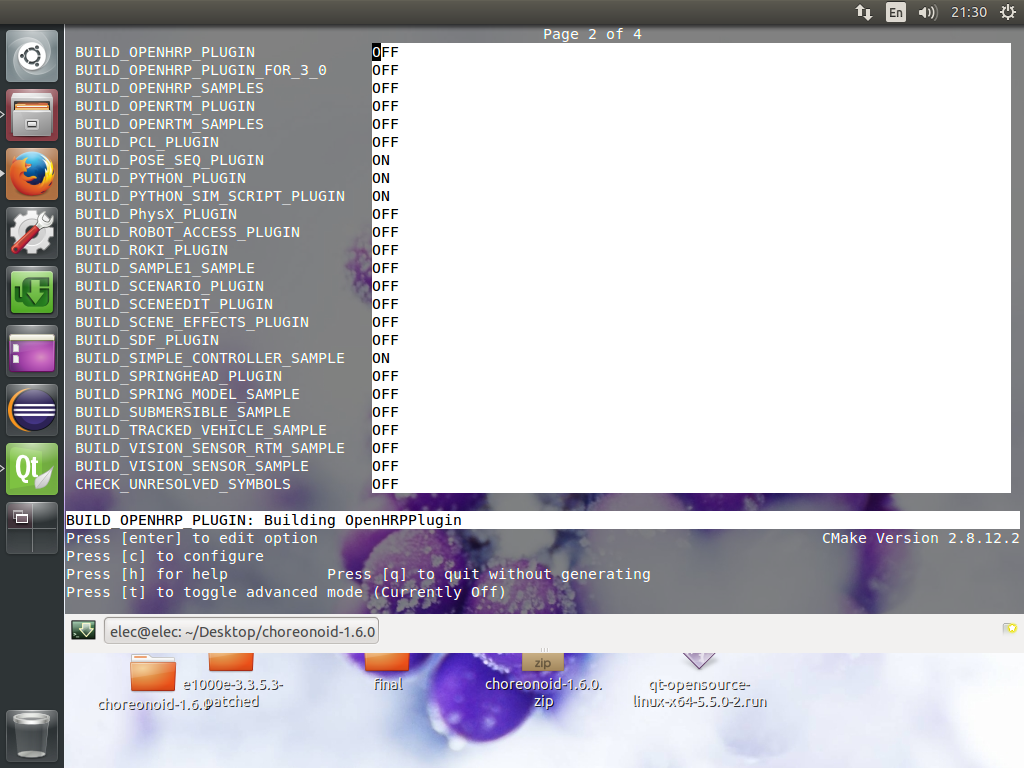 En 21:30
Page 2 of 4
BUILD_OPENHRP_PLUGIN OFF
BUILD_OPENHRP_PLUGIN_FOR_3_0 OFF
BUILD_OPENHRP_SAMPLES OFF
BUILD_OPENRTM_PLUGIN OFF
BUILD_OPENRTM_SAMPLES OFF
BUILD_PCL_PLUGIN OFF
BUILD_POSE_SEQ_PLUGIN ON
BUILD_PYTHON_PLUGIN ON
BUILD_PYTHON_SIM_SCRIPT_PLUGIN ON
BUILD_PhysX_PLUGIN OFF
BUILD_ROBOT_ACCESS_PLUGIN OFF
BUILD_ROKI_PLUGIN OFF
BUILD_SAMPLE1_SAMPLE OFF
BUILD_SCENARIO_PLUGIN OFF
BUILD_SCENEEDIT_PLUGIN OFF
BUILD_SCENE_EFFECTS_PLUGIN OFF
BUILD_SDF_PLUGIN OFF
BUILD_SIMPLE_CONTROLLER_SAMPLE ON
BUILD_SPRINGHEAD_PLUGIN OFF
BUILD_SPRING_MODEL_SAMPLE OFF
BUILD_SUBMERSIBLE_SAMPLE OFF
BUILD_TRACKED_VEHICLE_SAMPLE OFF
BUILD_VISION_SENSOR_RTM_SAMPLE OFF
BUILD_VISION_SENSOR_SAMPLE OFF
CHECK_UNRESOLVED_SYMBOLS OFF
BUILD_OPENHRP_PLUGIN: Building OpenHRPPlugin
Press [enter] to edit option CMake Version 2.8.12.2
Press [c] to configure
Press [h] for help Press [q] to quit without generating
Press [t] to toggle advanced mode (Currently Off)
Qt
elec@elec: ~/Desktop/choreonoid-1.6.0
zip
choreonoid-1.6.0
e1000e-3.3.5.3-
patched
final
choreonoid-1.6.0.
zip
qt-opensource-
linux-x64-5.5.0-2.run